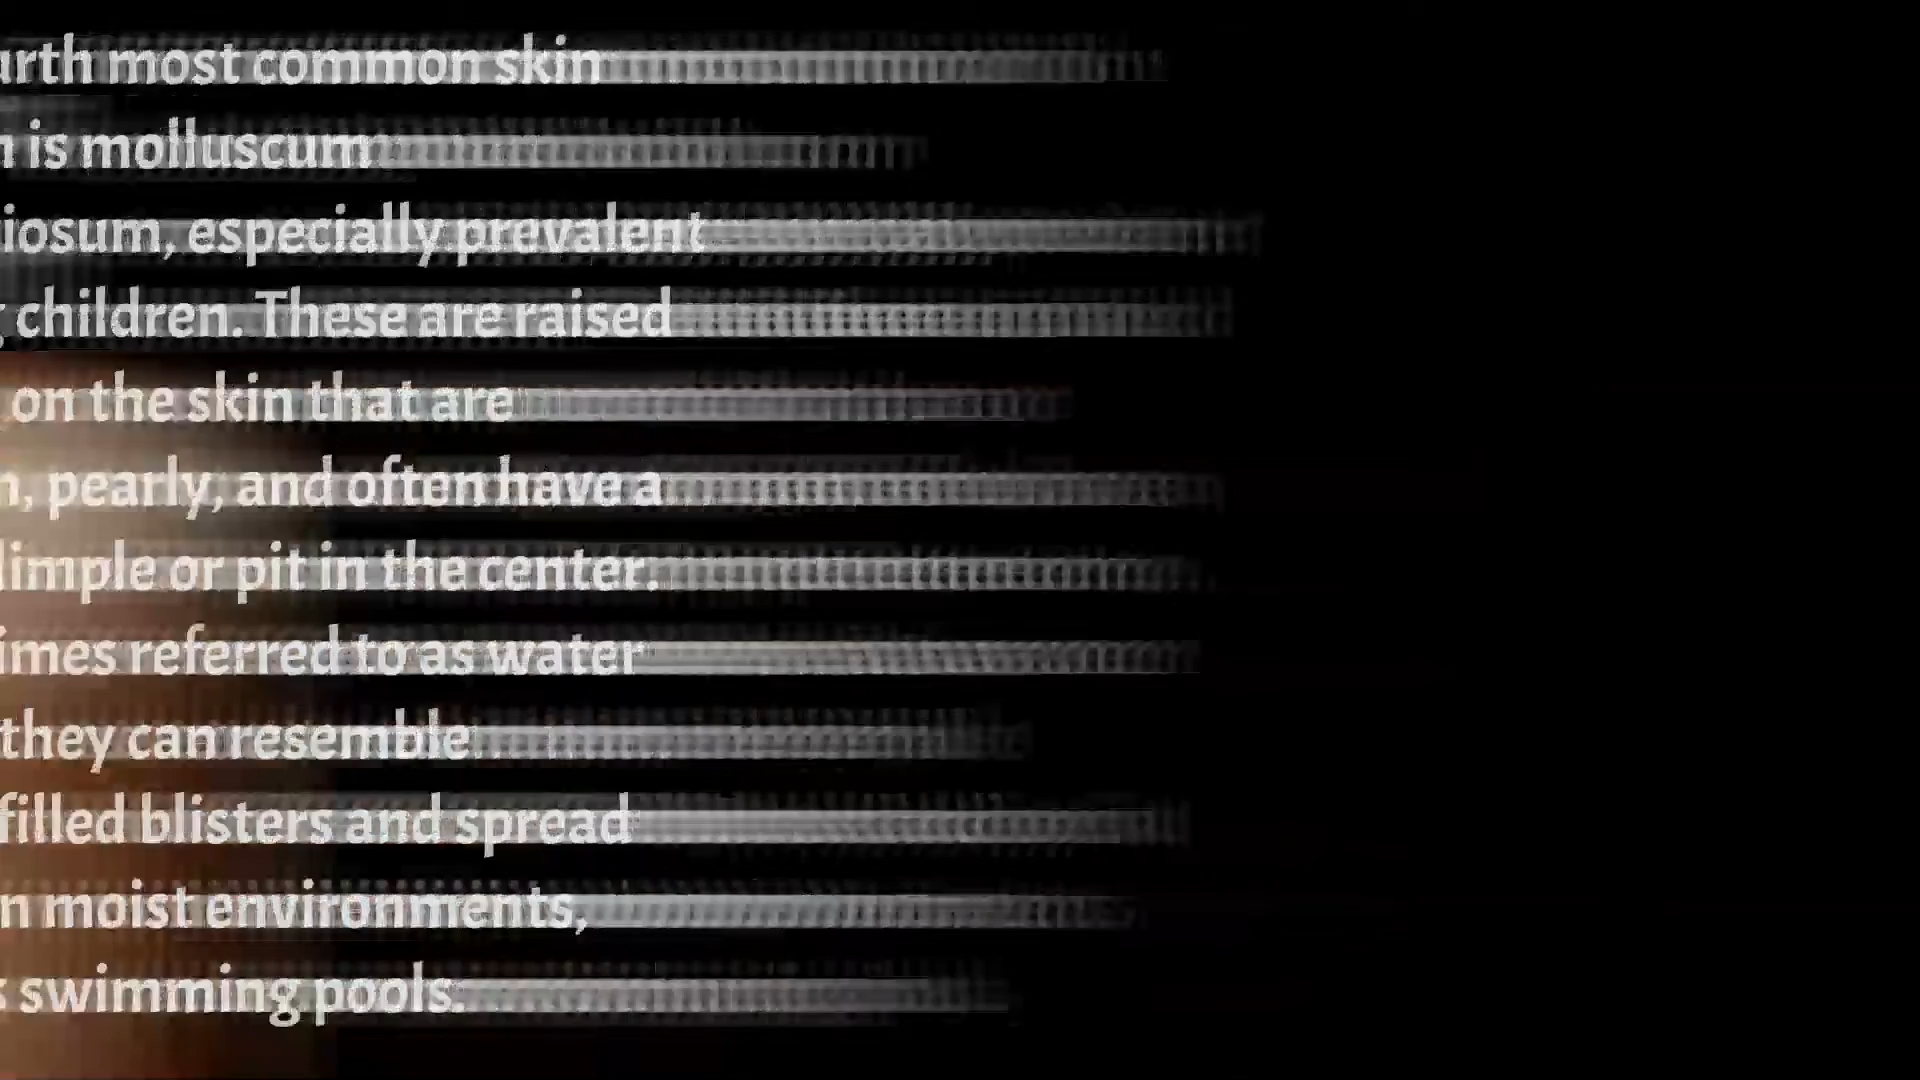 urth most common skin
n is molluscum
iosum, especially prevalent
children. These are raised
on the skin that are
n, pearly, and often have a
limple or pit in the center.
imes referred to as water
they can resemble
filled blisters and spread
n moist environments,
s swimming pools.